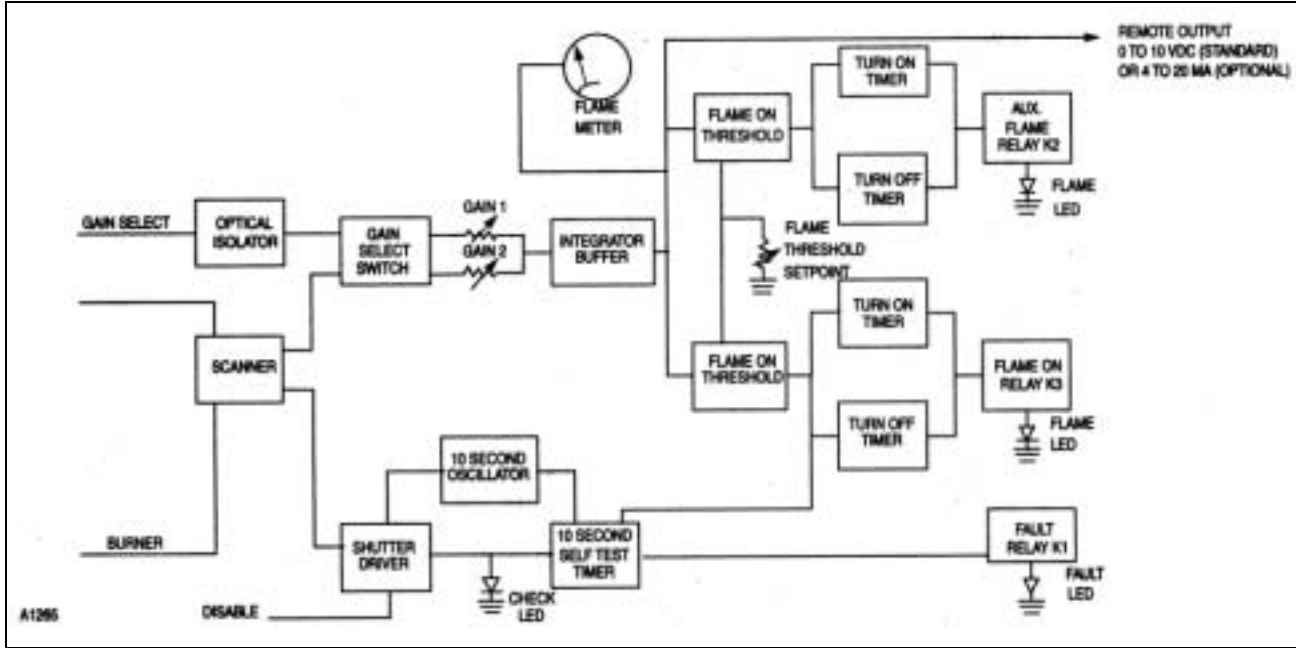 REMOTE OUTPUT
0 TO 10 VDC (STANDARD)
OR 4 TO 20 MA (OPTIONAL)
FLAME
METER
TURN ON
TIMER
FLAME ON
THRESHOLD
AUX.
FLAME
RELAY K2
TURN OFF
TIMER
FLAME
LED
GAIN SELECT
OPTICAL
ISOLATOR
GAIN
SELECT
SWITCH
GAIN 1
GAIN 2
INTEGRATOR
BUFFER
FLAME
THRESHOLD
SETPOINT
TURN ON
TIMER
SCANNER
FLAME ON
THRESHOLD
FLAME ON
RELAY K3
TURN OFF
TIMER
FLAME
LED
10 SECOND
OSCILLATOR
BURNER
SHUTTER
DRIVER
10 SECOND
SELF TEST
TIMER
FAULT
RELAY K1
CHECK
LED
FAULT
LED
DISABLE
A1265